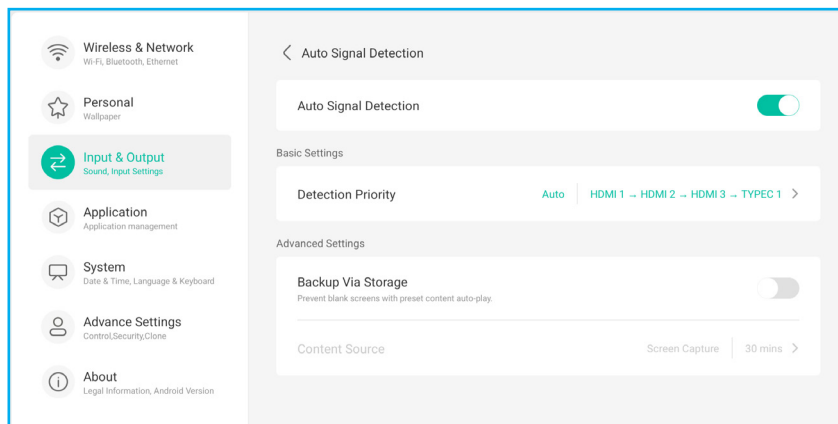 Wireless & Network
Wi-Fi, Bluetooth, Ethernet
Personal
Wallpaper
Input & Output
Sound, Input Settings
Application
Application management
System
Date & Time, Language & Keyboard
Advance Settings
Control,Security,Clone
About
Legal Information, Android Version
Auto Signal Detection
Auto Signal Detection
Basic Settings
Detection Priority Auto HDMI 1 → HDMI 2 → HDMI 3 → TYPEC 1
Advanced Settings
Backup Via Storage
Prevent blank screens with preset content auto-play.
Content Source Screen Capture 30 mins